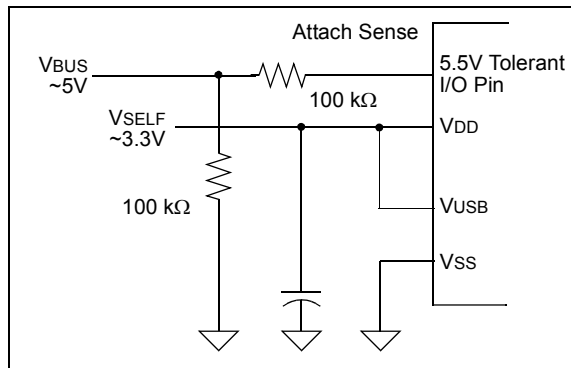 Attach Sense
VBUS
~5V
5.5V Tolerant
I/O Pin
100 kΩ
VSELF
~3.3V
VDD
100 kΩ
VUSB
VSS